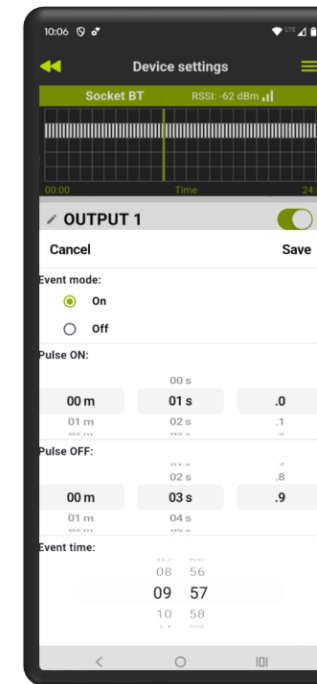 10:06 LTE
Device settings
Socket BT RSSI: -62 dBm
00:00 Time 24:
OUTPUT 1
Cancel Save
Event mode:
On
Off
Pulse ON:
00 s
00 m 01 s .0
01 m 02 s .1
Pulse OFF:
02 s .8
00 m 03 s .9
01 m 04 s
Event time:
08 56
09 57
10 58